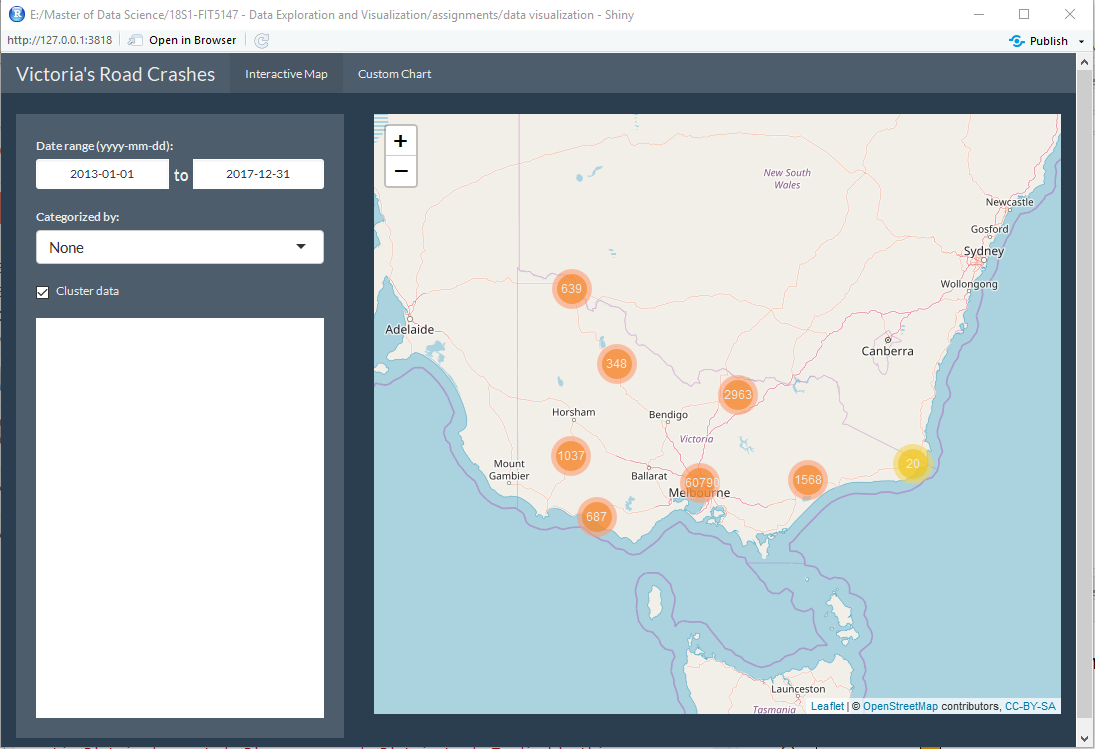 E:/Master of Data Science/18S1-FIT5147 - Data Exploration and Visualization/assignments/data visualization - Shiny
http://127.0.0.1:3818 Open in Browser Publish
Victoria's Road Crashes Interactive Map Custom Chart
Date range (yyyy-mm-dd):
2013-01-01 to 2017-12-31
Categorized by:
None
Cluster data
+
−
New South
Wales
Newcastle
Gosford
Sydney
Wollongong
639
Adelaide
Canberra
348
2963
Horsham
Bendigo
Victoria
1037
Mount
Gambier
Ballarat
20
60790
1568
Melbourne
687
Launceston
Tasmania
Leaflet | © OpenStreetMap contributors, CC-BY-SA